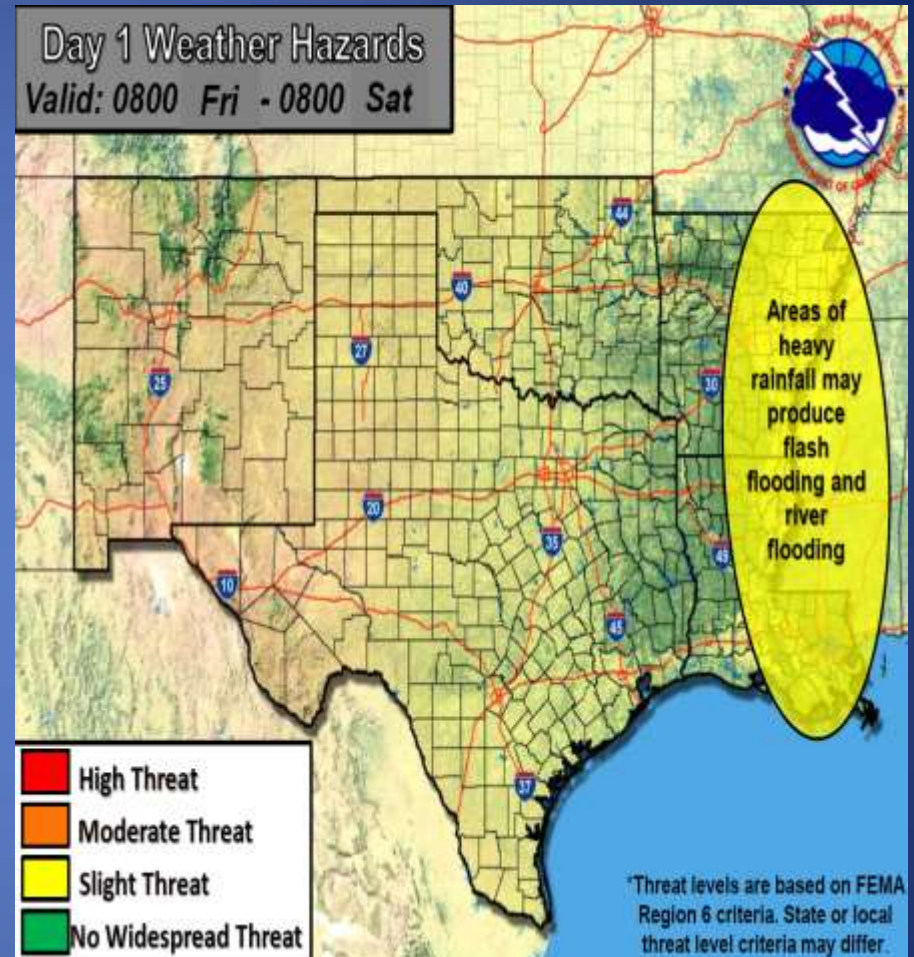 Day 1 Weather Hazards
Valid: 0800 Fri - 0800 Sat
NATIONAL WEATHER SERVICE
44
40
27
25
30
Areas of
heavy
rainfall may
produce
flash
flooding and
river
flooding
20
35
49
10
45
37
High Threat
Moderate Threat
Slight Threat
No Widespread Threat
*Threat levels are based on FEMA
Region 6 criteria. State or local
threat level criteria may differ.